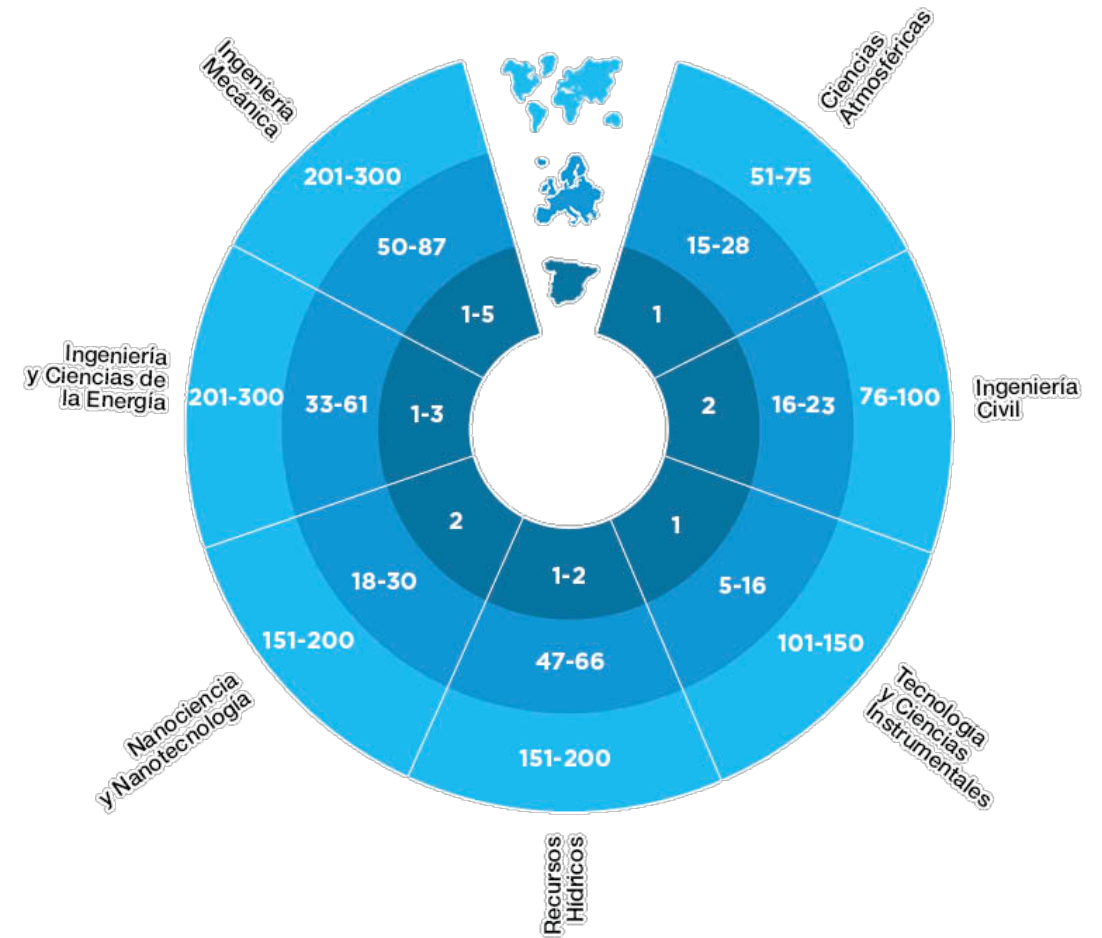 Ciencias
Atmosféricas
51-75
15-28
1
Ingeniería
Civil
76-100
16-23
2
Tecnología
y Ciencias
Instrumentales
101-150
5-16
1
Recursos
Hídricos
151-200
47-66
1-2
Nanociencia
y Nanotecnología
151-200
18-30
2
Ingeniería
y Ciencias de
la Energía
201-300
33-61
1-3
Ingeniería
Mecánica
201-300
50-87
1-5